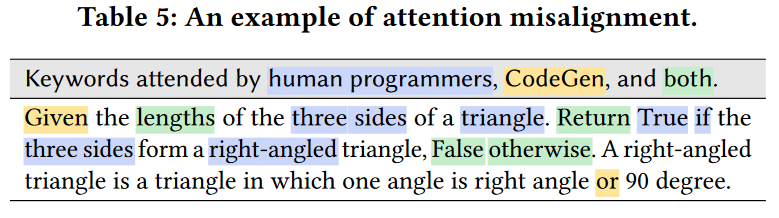 Table 5: An example of attention misalignment.
Keywords attended by human programmers, CodeGen, and both.
Given the lengths of the three sides of a triangle. Return True if the
three sides form a right-angled triangle, False otherwise. A right-angled
triangle is a triangle in which one angle is right angle or 90 degree.